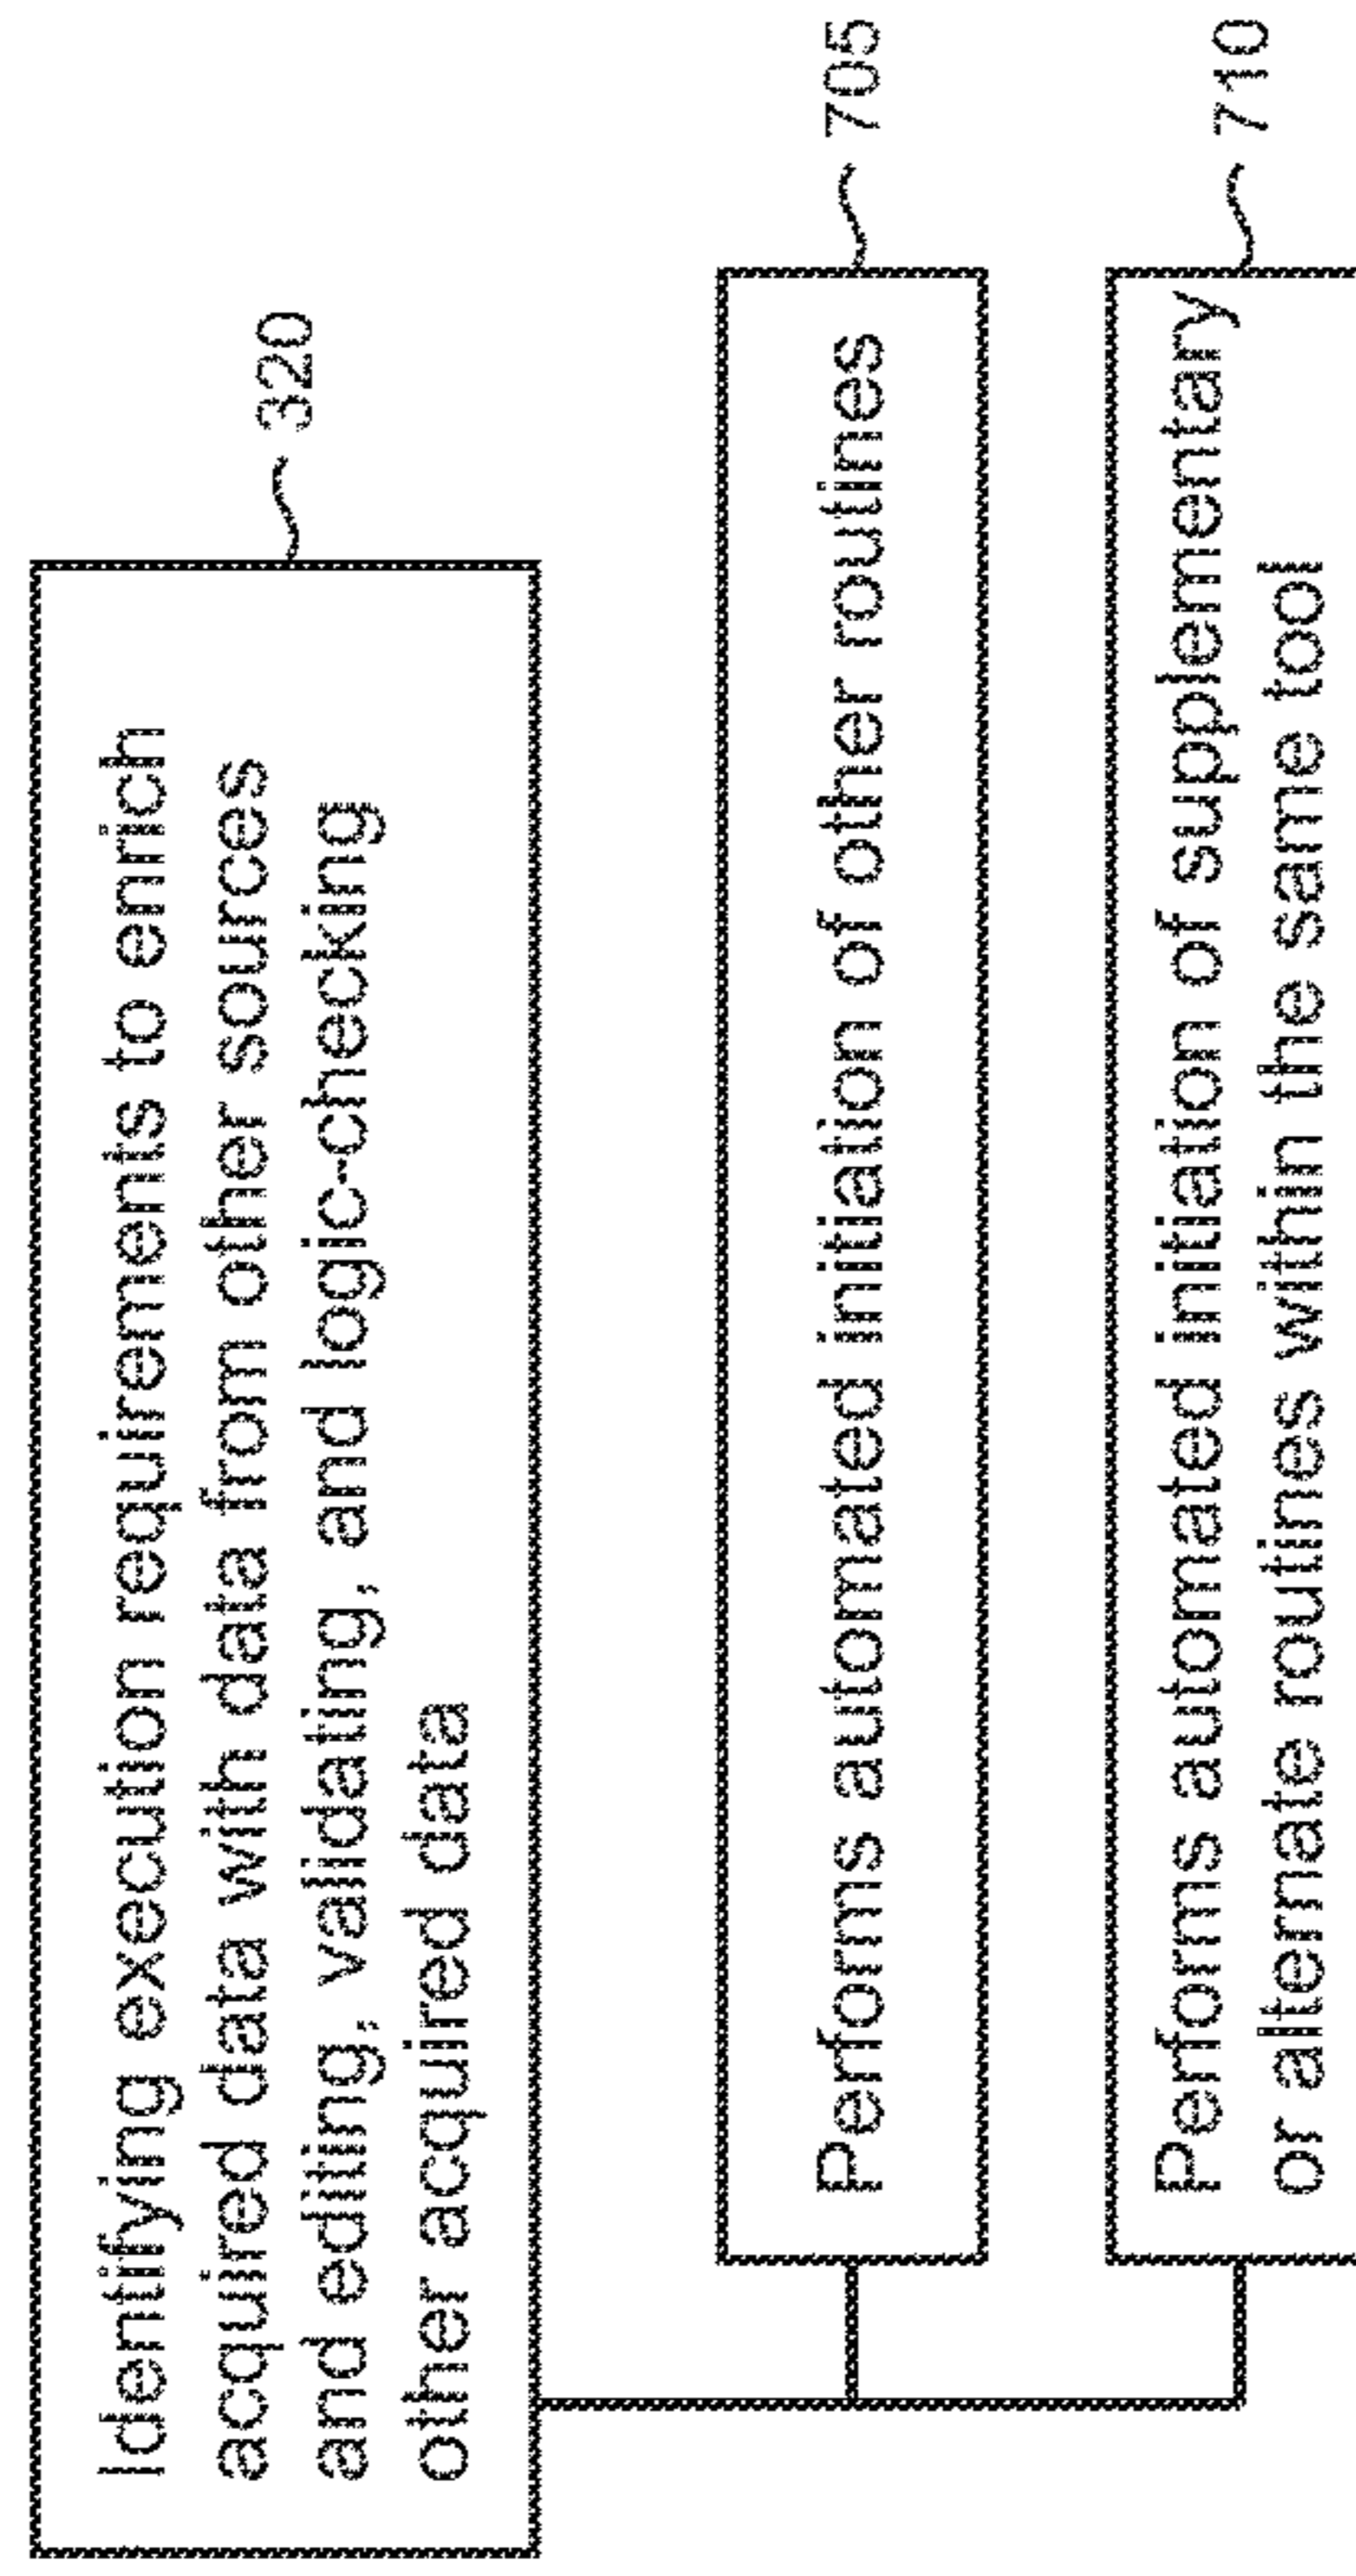 Identifying execution requirements to enrich
acquired data with data from other sources
and editing, validating, and logic-checking
other acquired data
320
Performs automated initiation of other routines
705
Performs automated initiation of supplementary
or alternate routines within the same tool
710